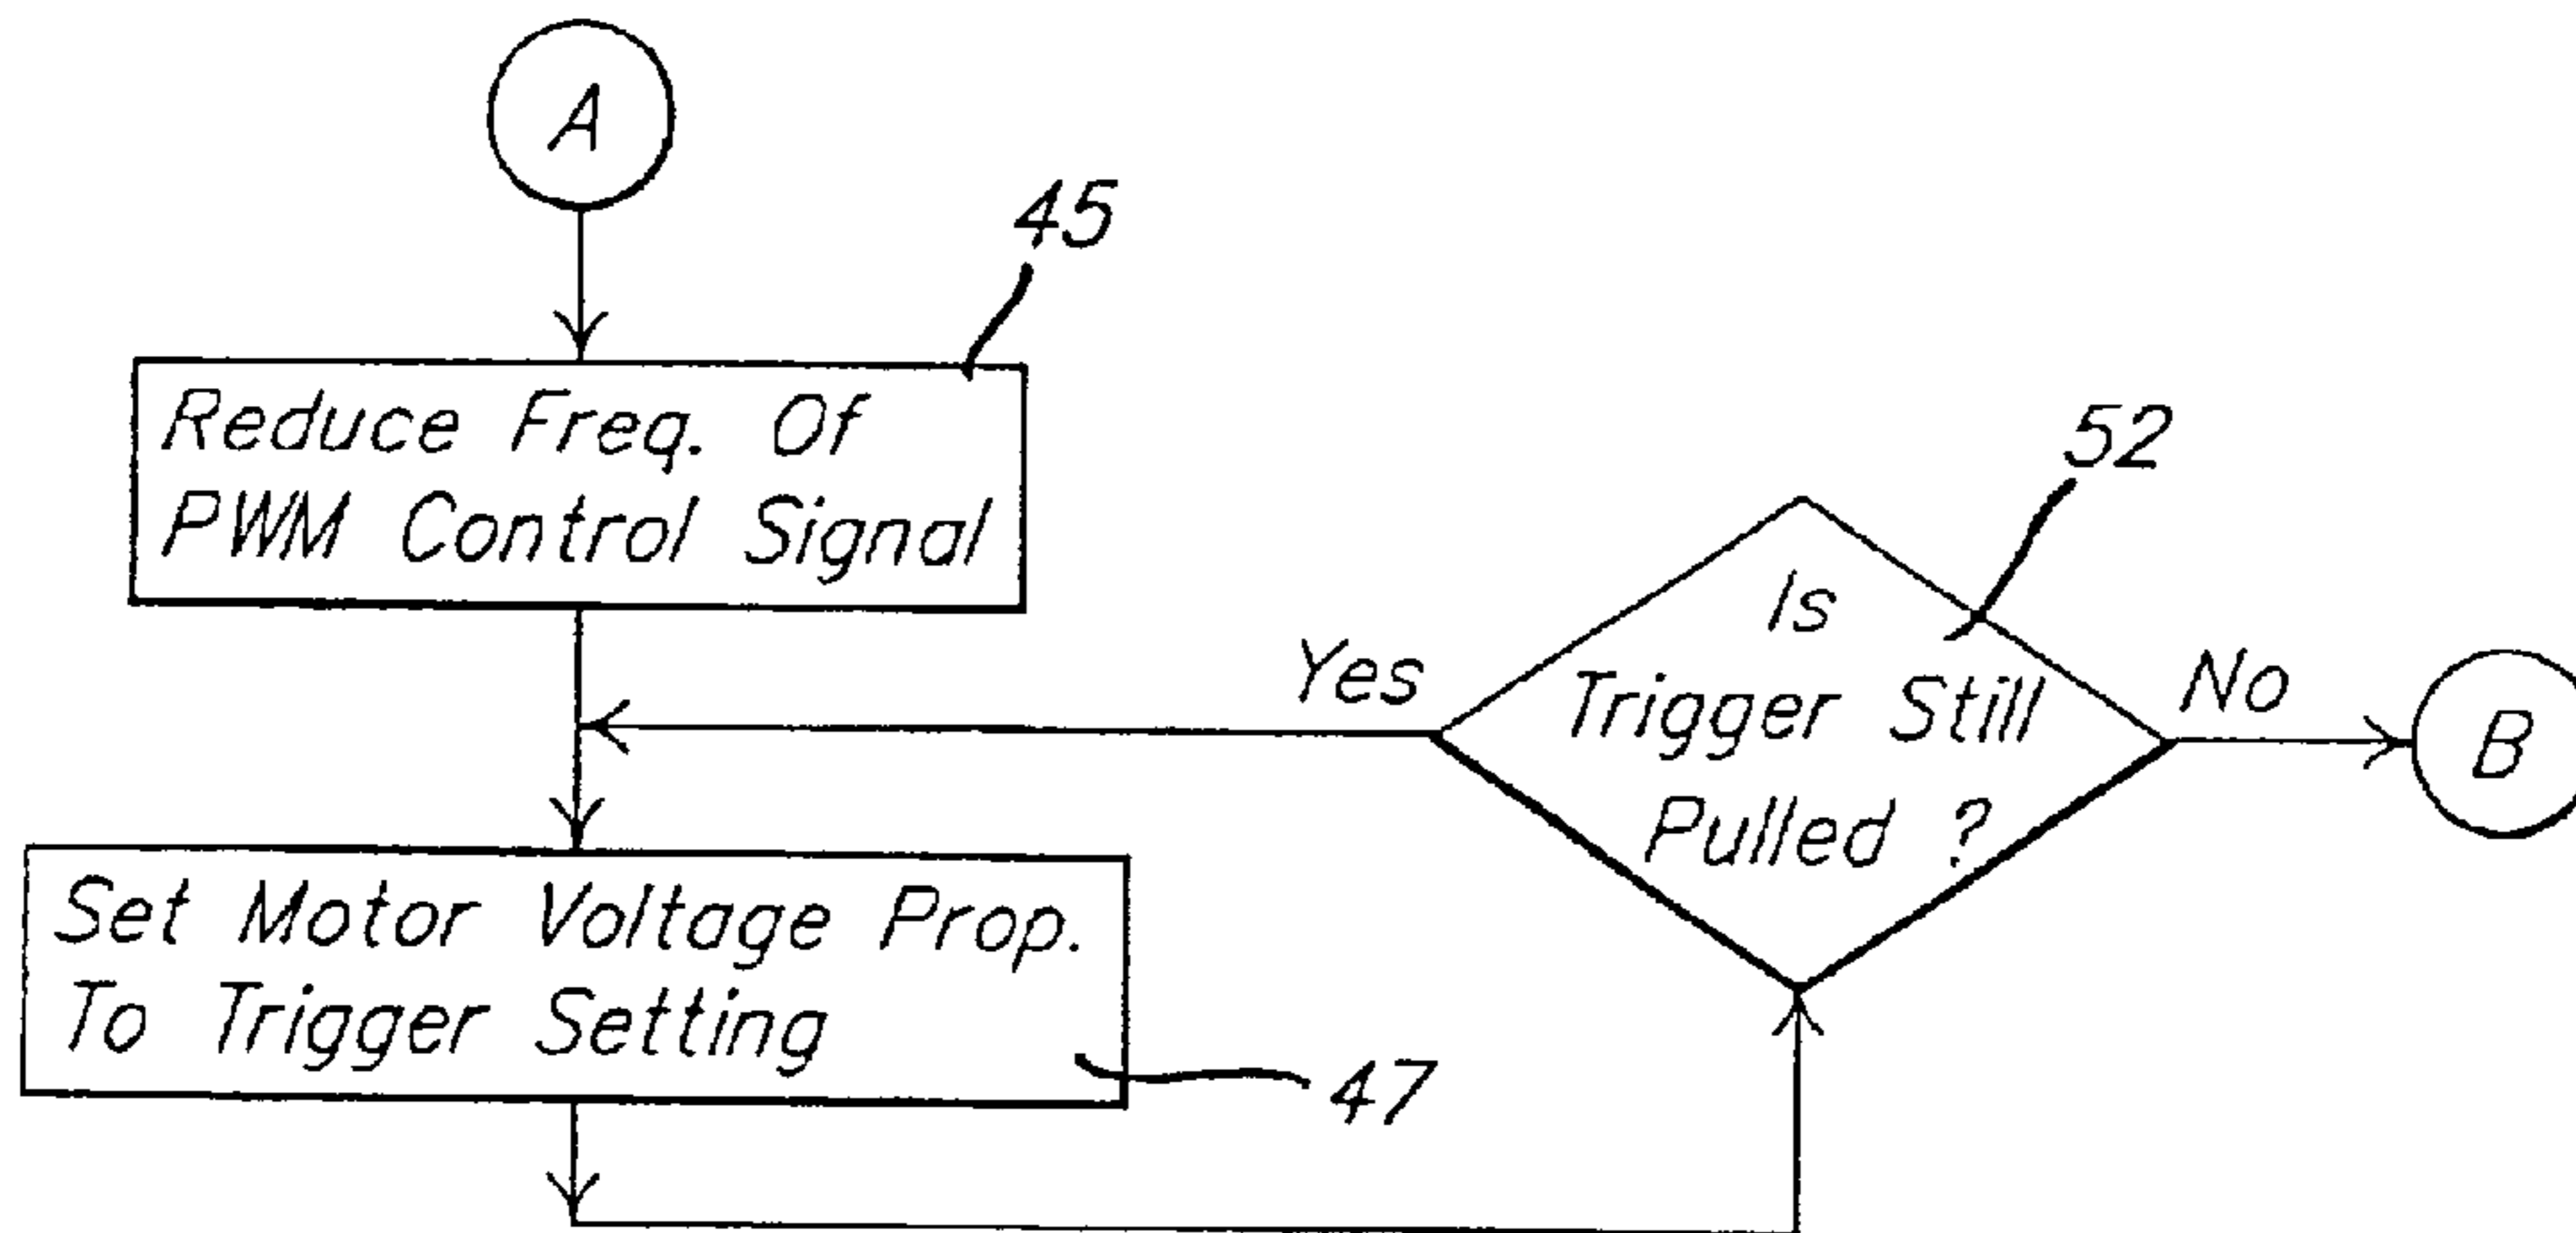 A
45
Reduce Freq. Of
PWM Control Signal
52
Is
Trigger Still
Pulled ?
Yes
No
B
Set Motor Voltage Prop.
To Trigger Setting
47